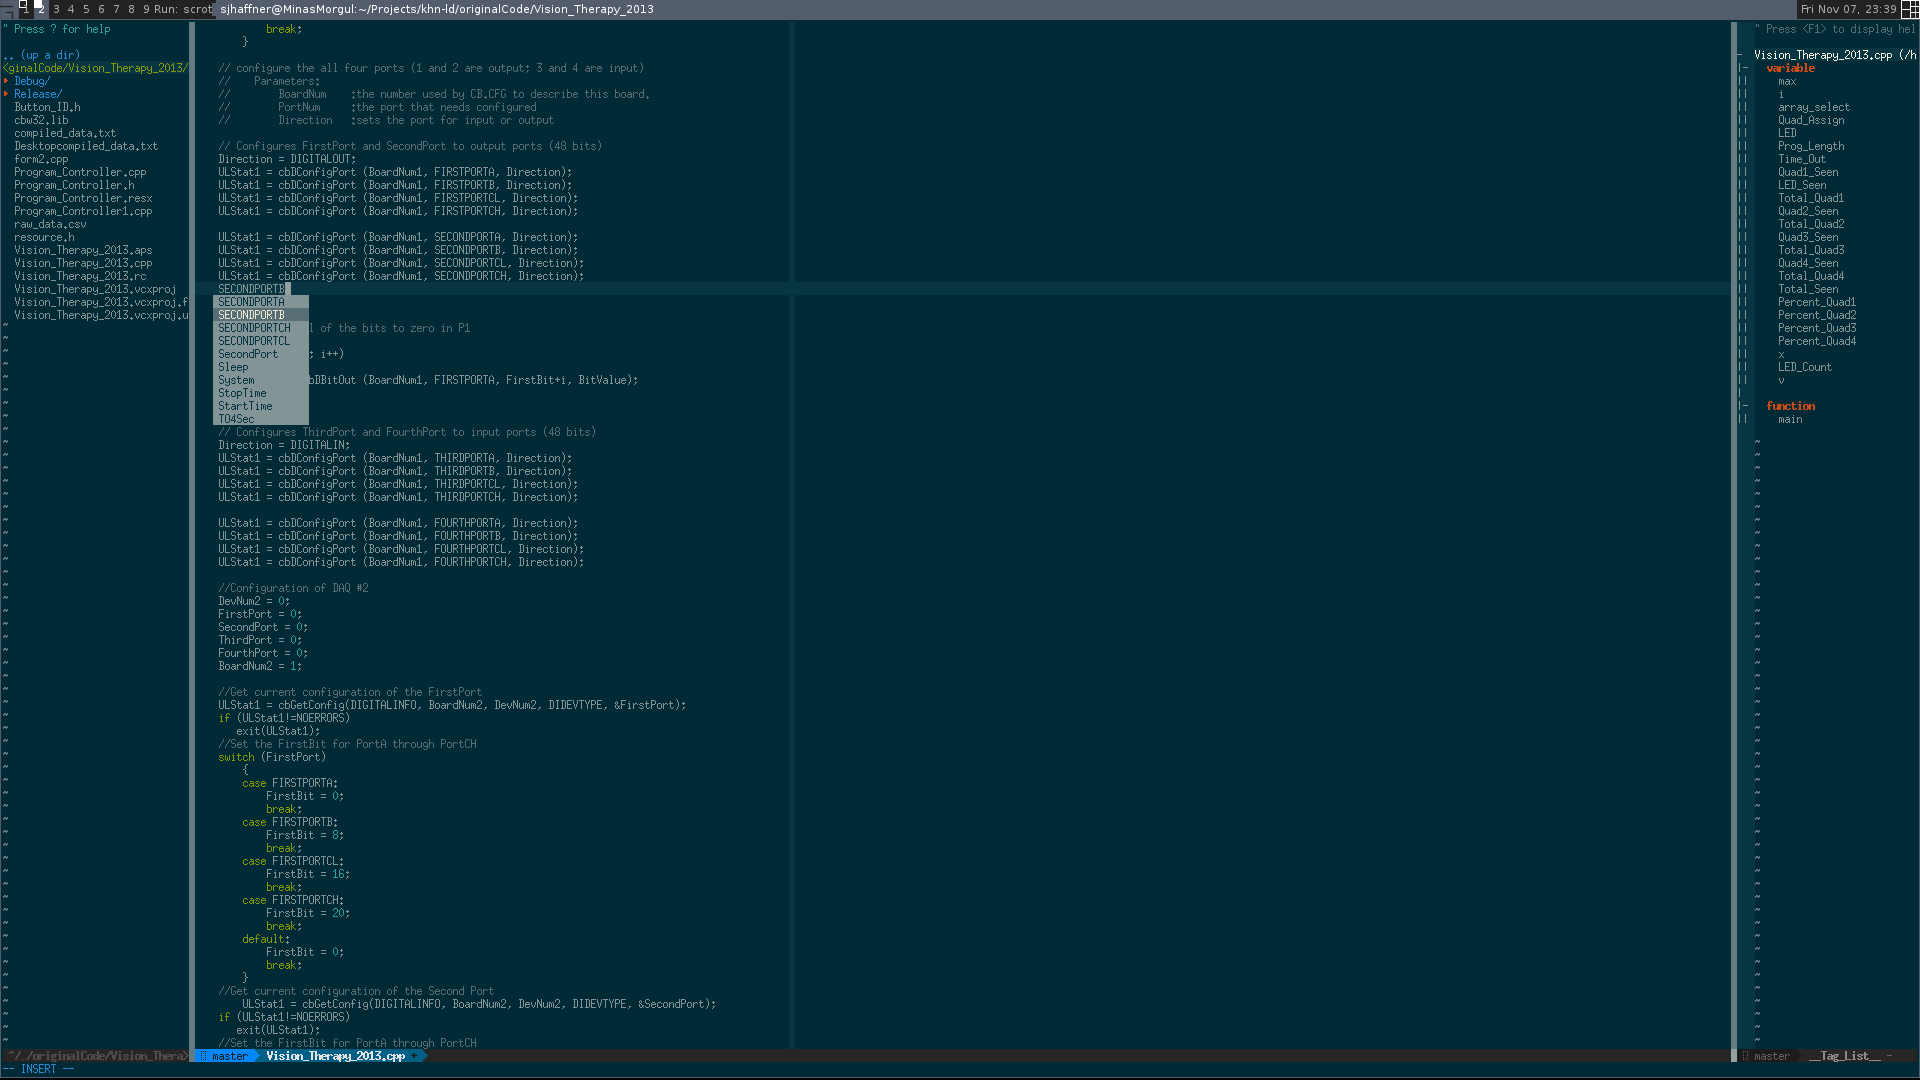 1 2 3 4 5 6 7 8 9 Run: scrot sjhaffner@MinasMorgul:~/Projects/khn-ld/originalCode/Vision_Therapy_2013 Fri Nov 07, 23:39
" Press ? for help
.. (up a dir)
<ginalCode/Vision_Therapy_2013/
▸ Debug/
▸ Release/
Button_ID.h
cbw32.lib
compiled_data.txt
Desktopcompiled_data.txt
form2.cpp
Program_Controller.cpp
Program_Controller.h
Program_Controller.resx
Program_Controller1.cpp
raw_data.csv
resource.h
Vision_Therapy_2013.aps
Vision_Therapy_2013.cpp
Vision_Therapy_2013.rc
Vision_Therapy_2013.vcxproj
Vision_Therapy_2013.vcxproj.f
Vision_Therapy_2013.vcxproj.u
~/./originalCode/Vision_Thera>
break;
}
// configure the all four ports (1 and 2 are output; 3 and 4 are input)
// Parameters:
// BoardNum :the number used by CB.CFG to describe this board.
// PortNum :the port that needs configured
// Direction :sets the port for input or output
// Configures FirstPort and SecondPort to output ports (48 bits)
Direction = DIGITALOUT;
ULStat1 = cbDConfigPort (BoardNum1, FIRSTPORTA, Direction);
ULStat1 = cbDConfigPort (BoardNum1, FIRSTPORTB, Direction);
ULStat1 = cbDConfigPort (BoardNum1, FIRSTPORTCL, Direction);
ULStat1 = cbDConfigPort (BoardNum1, FIRSTPORTCH, Direction);
ULStat1 = cbDConfigPort (BoardNum1, SECONDPORTA, Direction);
ULStat1 = cbDConfigPort (BoardNum1, SECONDPORTB, Direction);
ULStat1 = cbDConfigPort (BoardNum1, SECONDPORTCL, Direction);
ULStat1 = cbDConfigPort (BoardNum1, SECONDPORTCH, Direction);
SECONDPORTB
SECONDPORTA
SECONDPORTB
SECONDPORTCH l of the bits to zero in P1
SECONDPORTCL
SecondPort ; i++)
Sleep
System bDBitOut (BoardNum1, FIRSTPORTA, FirstBit+i, BitValue);
StopTime
StartTime
TO4Sec
// Configures ThirdPort and FourthPort to input ports (48 bits)
Direction = DIGITALIN;
ULStat1 = cbDConfigPort (BoardNum1, THIRDPORTA, Direction);
ULStat1 = cbDConfigPort (BoardNum1, THIRDPORTB, Direction);
ULStat1 = cbDConfigPort (BoardNum1, THIRDPORTCL, Direction);
ULStat1 = cbDConfigPort (BoardNum1, THIRDPORTCH, Direction);
ULStat1 = cbDConfigPort (BoardNum1, FOURTHPORTA, Direction);
ULStat1 = cbDConfigPort (BoardNum1, FOURTHPORTB, Direction);
ULStat1 = cbDConfigPort (BoardNum1, FOURTHPORTCL, Direction);
ULStat1 = cbDConfigPort (BoardNum1, FOURTHPORTCH, Direction);
//Configuration of DAQ #2
DevNum2 = 0;
FirstPort = 0;
SecondPort = 0;
ThirdPort = 0;
FourthPort = 0;
BoardNum2 = 1;
//Get current configuration of the FirstPort
ULStat1 = cbGetConfig(DIGITALINFO, BoardNum2, DevNum2, DIDEVTYPE, &FirstPort);
if (ULStat1!=NOERRORS)
exit(ULStat1);
//Set the FirstBit for PortA through PortCH
switch (FirstPort)
{
case FIRSTPORTA:
FirstBit = 0;
break;
case FIRSTPORTB:
FirstBit = 8;
break;
case FIRSTPORTCL:
FirstBit = 16;
break;
case FIRSTPORTCH:
FirstBit = 20;
break;
default:
FirstBit = 0;
break;
}
//Get current configuration of the Second Port
ULStat1 = cbGetConfig(DIGITALINFO, BoardNum2, DevNum2, DIDEVTYPE, &SecondPort);
if (ULStat1!=NOERRORS)
exit(ULStat1);
//Set the FirstBit for PortA through PortCH
master Vision_Therapy_2013.cpp +
" Press <F1> to display hel
Vision_Therapy_2013.cpp (/h
variable
max
i
array_select
Quad_Assign
LED
Prog_Length
Time_Out
Quad1_Seen
LED_Seen
Total_Quad1
Quad2_Seen
Total_Quad2
Quad3_Seen
Total_Quad3
Quad4_Seen
Total_Quad4
Total_Seen
Percent_Quad1
Percent_Quad2
Percent_Quad3
Percent_Quad4
x
LED_Count
v
function
main
master __Tag_List__ -
-- INSERT --